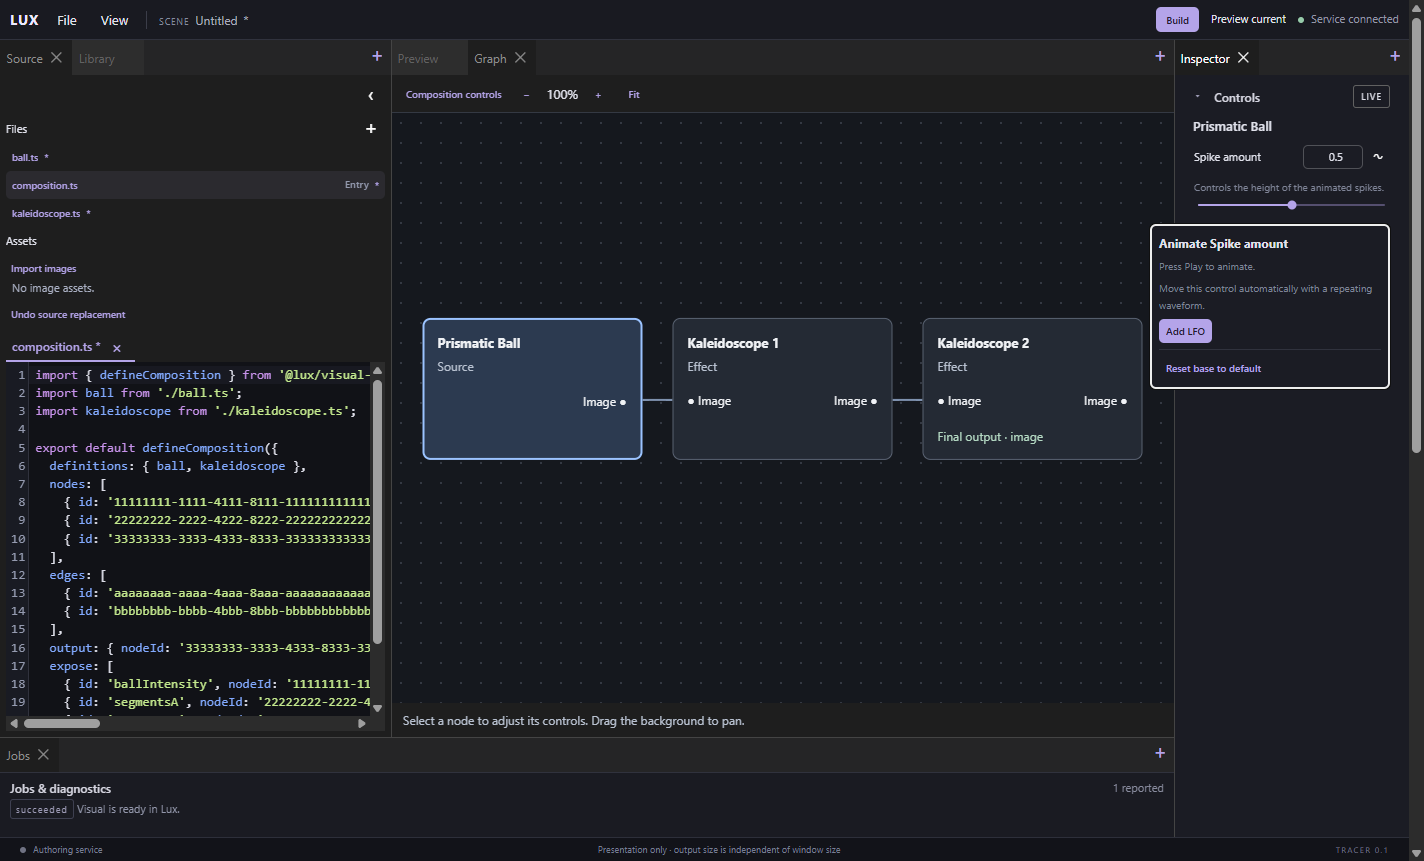 LUX File View SCENE Untitled * Build Preview current Service connected
Source Library + Preview Graph + Inspector +
Composition controls − 100% + Fit
Controls LIVE
Prismatic Ball
Spike amount 0.5
Controls the height of the animated spikes.
Animate Spike amount
Press Play to animate.
Move this control automatically with a repeating
waveform.
Add LFO
Reset base to default
Files +
ball.ts *
composition.ts Entry *
kaleidoscope.ts *
Assets
Import images
No image assets.
Undo source replacement
composition.ts *
1 import { defineComposition } from '@lux/visual-
2 import ball from './ball.ts';
3 import kaleidoscope from './kaleidoscope.ts';
4
5 export default defineComposition({
6 definitions: { ball, kaleidoscope },
7 nodes: [
8 { id: '11111111-1111-4111-8111-111111111111
9 { id: '22222222-2222-4222-8222-222222222222
10 { id: '33333333-3333-4333-8333-333333333333
11 ],
12 edges: [
13 { id: 'aaaaaaaa-aaaa-4aaa-8aaa-aaaaaaaaaaaa
14 { id: 'bbbbbbbb-bbbb-4bbb-8bbb-bbbbbbbbbbbb
15 ],
16 output: { nodeId: '33333333-3333-4333-8333-33
17 expose: [
18 { id: 'ballIntensity', nodeId: '11111111-11
19 { id: 'segmentsA', nodeId: '22222222-2222-4
Prismatic Ball
Source
Image
Kaleidoscope 1
Effect
Image Image
Kaleidoscope 2
Effect
Image Image
Final output · image
Select a node to adjust its controls. Drag the background to pan.
Jobs +
Jobs & diagnostics 1 reported
succeeded Visual is ready in Lux.
Authoring service Presentation only · output size is independent of window size TRACER 0.1